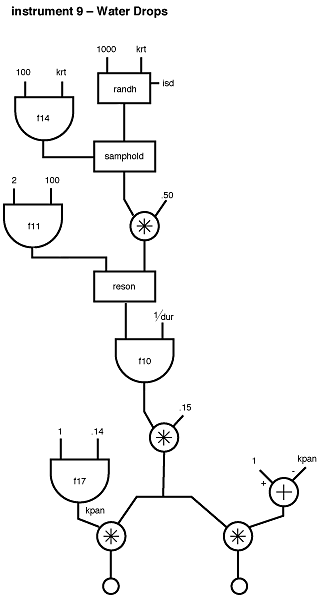 instrument 9 – Water Drops
1000 krt
100 krt
randh
isd
f14
samphold
.50
2 100
f11
reson
1/dur
f10
.15
1 .14
f17
kpan
1
+
-
kpan